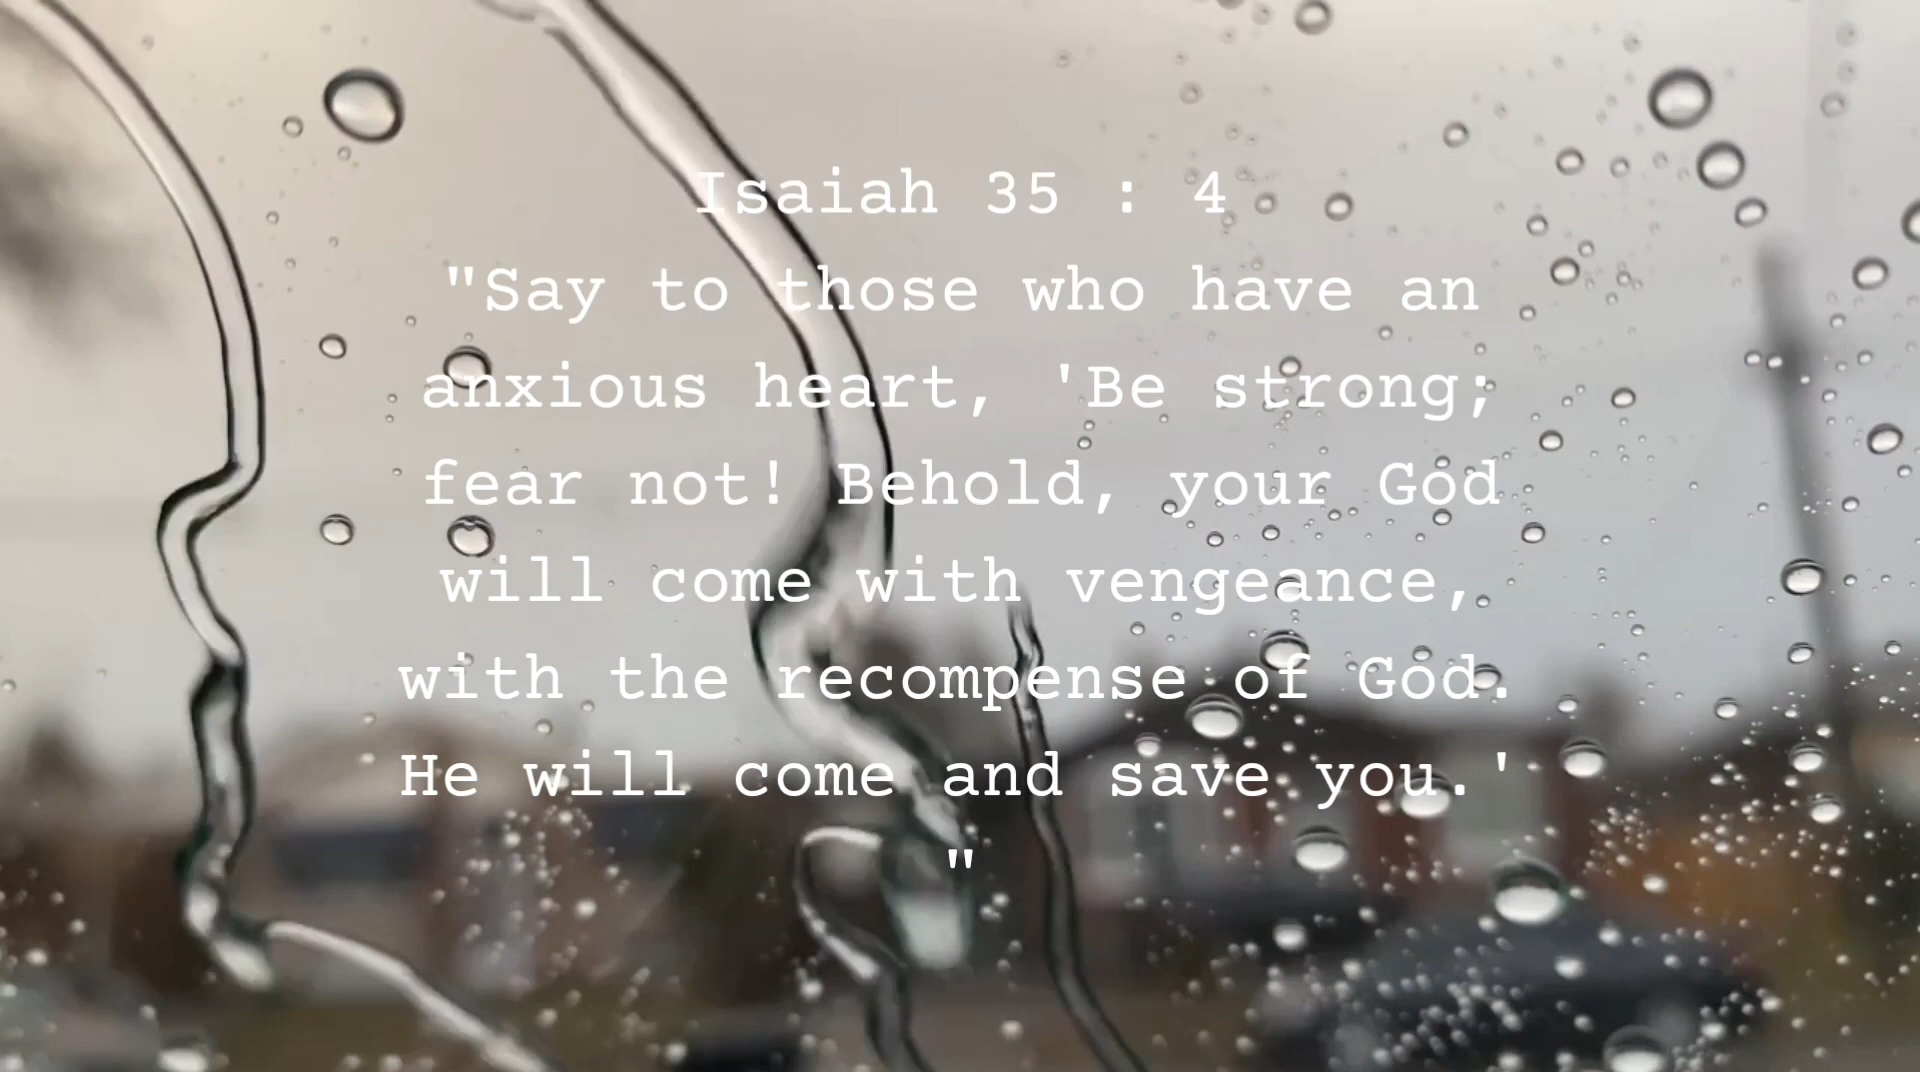 Isaiah 35 : 4
"Say to those who have an
anxious heart, 'Be strong;
fear not! Behold, your God
will come with vengeance,
with the recompense of God.
He will come and save you.'
"